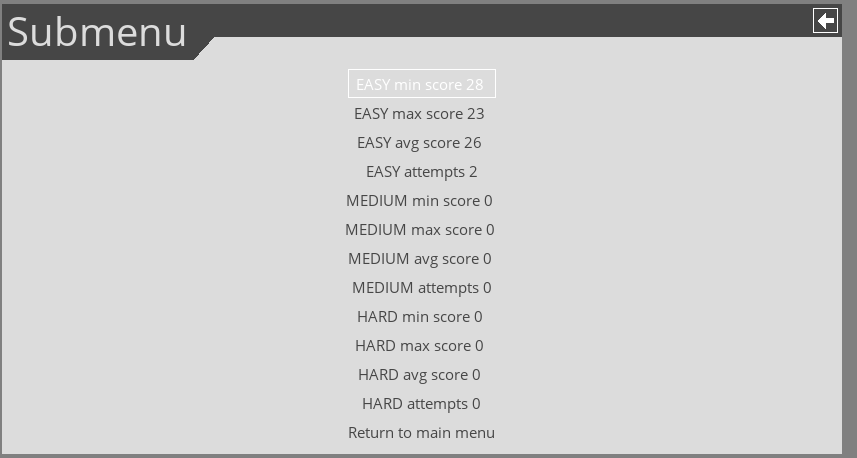 Submenu
EASY min score 28
EASY max score 23
EASY avg score 26
EASY attempts 2
MEDIUM min score 0
MEDIUM max score 0
MEDIUM avg score 0
MEDIUM attempts 0
HARD min score 0
HARD max score 0
HARD avg score 0
HARD attempts 0
Return to main menu